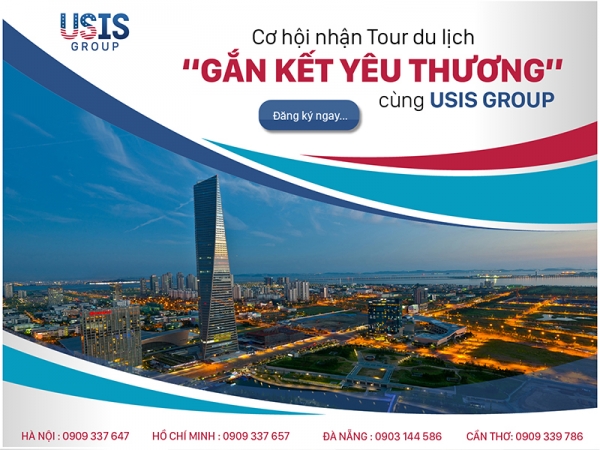 USIS
GROUP
Cơ hội nhận Tour du lịch
"GẮN KẾT YÊU THƯƠNG"
cùng USIS GROUP
Đăng ký ngay...
HÀ NỘI : 0909 337 647 HỒ CHÍ MINH : 0909 337 657 ĐÀ NẴNG : 0903 144 586 CẦN THƠ: 0909 339 786